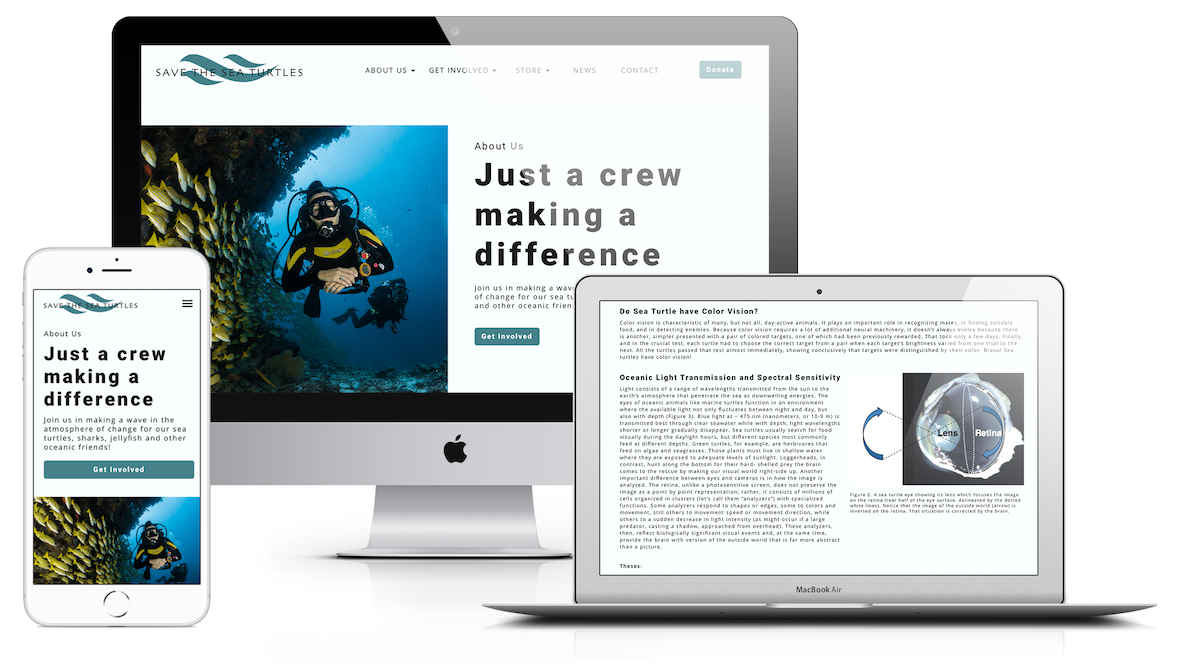 SAVE THE SEA TURTLES
ABOUT US GET INVOLVED STORE NEWS CONTACT Donate
About Us
Just a crew
making a
difference
Join us in making a wav
of change for our sea tu
and other oceanic frien
Get Involved
SAVE THE SEA TURTLES
About Us
Just a crew
making a
difference
Join us in making a wave in the
atmosphere of change for our sea
turtles, sharks, jellyfish and other
oceanic friends!
Get Involved
Do Sea Turtle have Color Vision?
Color vision is characteristic of many, but not all, day-active animals. It plays an important role in recognizing mates, in finding suitable
food, and in detecting enemies. Because color vision requires a lot of additional neural machinery, it doesn't always evolve because there
is another, simpler presented with a pair of colored targets, one of which had been previously rewarded. That took only a few days. Finally,
and in the crucial test, each turtle had to choose the correct target from a pair when each target's brightness varied from one trial to the
next. All the turtles passed that test almost immediately, showing conclusively that targets were distinguished by their color. Bravo! Sea
turtles have color vision!
Oceanic Light Transmission and Spectral Sensitivity
Light consists of a range of wavelengths transmitted from the sun to the
earth's atmosphere that penetrate the sea as downwelling energies. The
eyes of oceanic animals like marine turtles function in an environment
where the available light not only fluctuates between night and day, but
also with depth (Figure 3). Blue light at ~ 475 nm (nanometers, or 10-9 m) is
transmitted best through clear seawater while with depth, light wavelengths
shorter or longer gradually disappear. Sea turtles usually search for food
visually during the daylight hours, but different species most commonly
feed at different depths. Green turtles, for example, are herbivores that
feed on algae and seagrasses. Those plants must live in shallow water
where they are exposed to adequate levels of sunlight. Loggerheads, in
contrast, hunt along the bottom for their hard- shelled prey the brain
comes to the rescue by making our visual world right-side up. Another
important difference between eyes and cameras is in how the image is
analyzed. The retina, unlike a photosensitive screen, does not preserve the
image as a point by point representation; rather, it consists of millions of
cells organized in clusters (let's call them "analyzers") with specialized
functions. Some analyzers respond to shapes or edges, some to colors and
movement, still others to movement speed or movement direction, while
others to a sudden decrease in light intensity (as might occur if a large
predator, casting a shadow, approached from overhead). These analyzers,
then, reflect biologically significant visual events and, at the same time,
provide the brain with version of the outside world that is far more abstract
than a picture.
Theses:
Lens
Retina
Figure 2. A sea turtle eye showing its lens which focuses the image
on the retina (rear half of the eye surface, delineated by the dotted
white lines). Notice that the image of the outside world (arrow) is
inverted on the retina. That situation is corrected by the brain.
MacBook Air